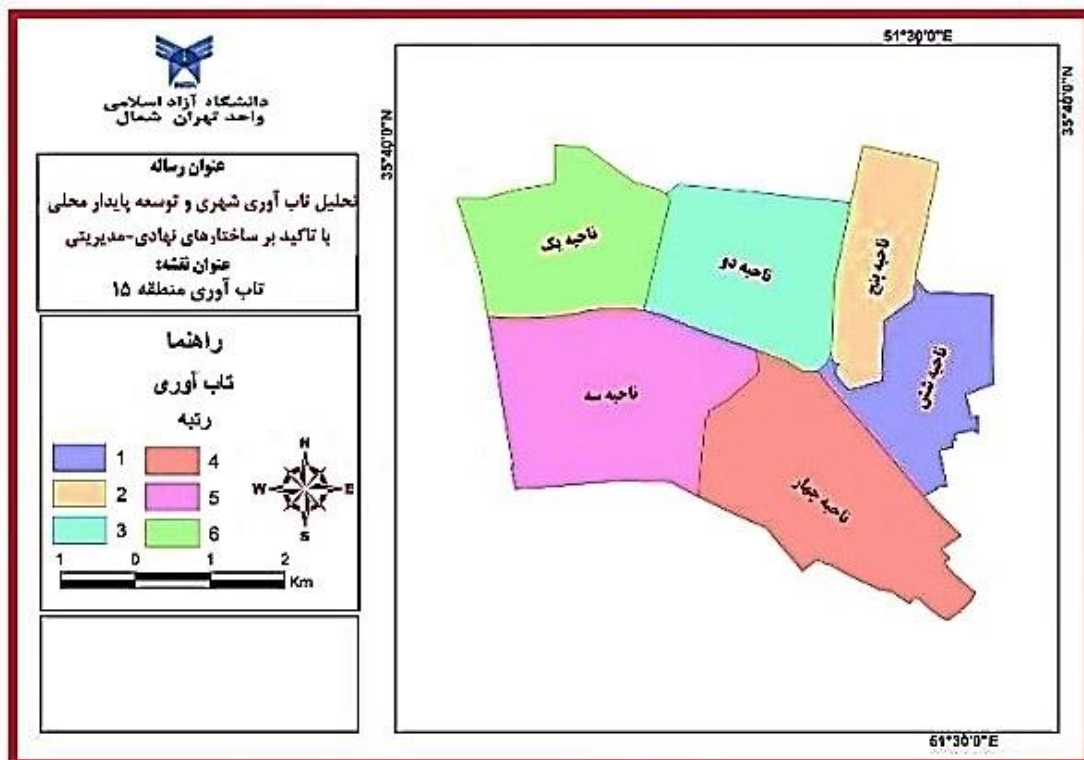 دانشگاه آزاد اسلامی
واحد تهران شمال
عنوان رساله
تحلیل تاب آوری شهری و توسعه پایدار محلی
با تاکید بر ساختارهای نهادی-مدیریتی
عنوان نقشه:
تاب آوری منطقه ۱۵
راهنما
تاب آوری
رتبه
1 4
2 5
3 6
N
W E
S
1 0 1 2
Km
51°30'0"E
35°40'0"N
35°40'0"N
ناحیه یک
ناحیه دو
ناحیه پنج
ناحیه شش
ناحیه سه
ناحیه چهار
51°30'0"E